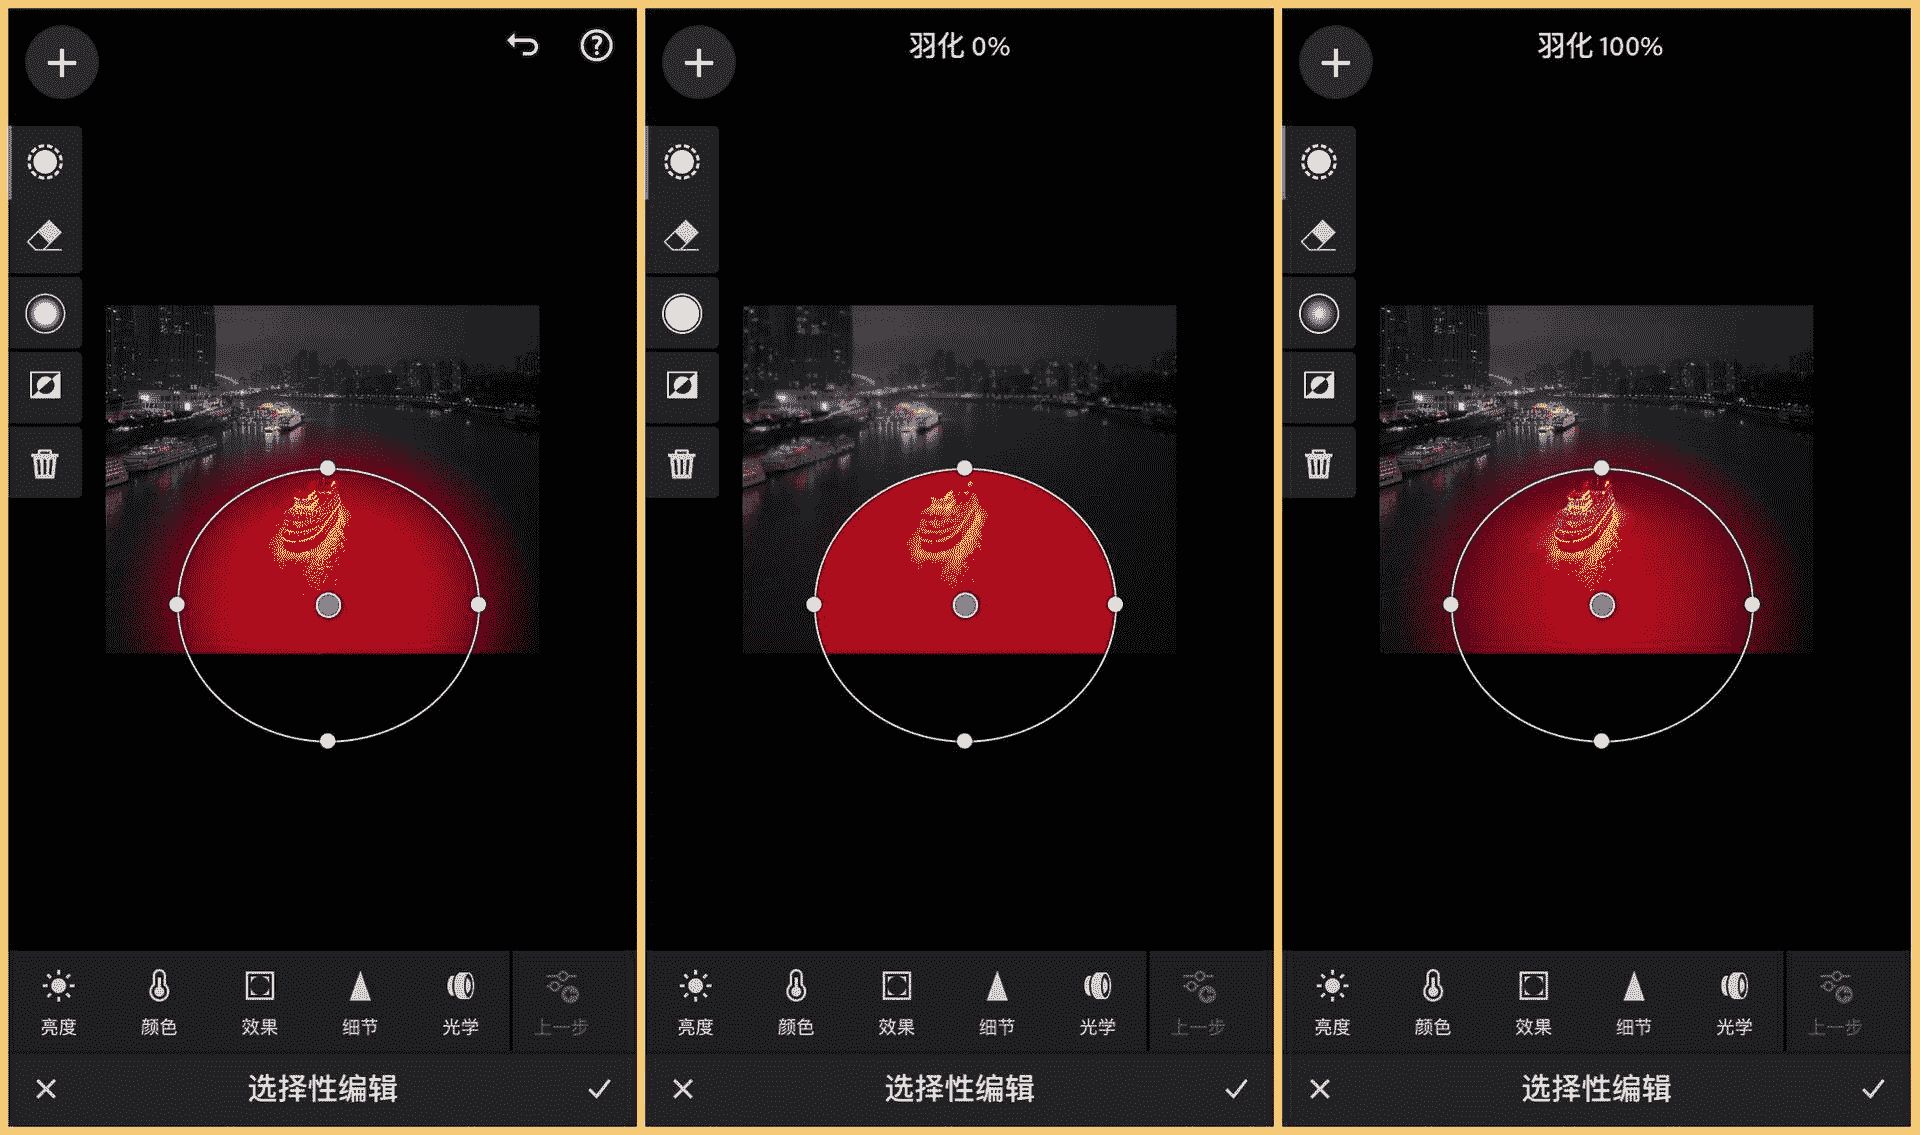 羽化 0%
羽化 100%
亮度 颜色 效果 细节 光学 上一步
亮度 颜色 效果 细节 光学 上一步
亮度 颜色 效果 细节 光学 上一步
选择性编辑
选择性编辑
选择性编辑